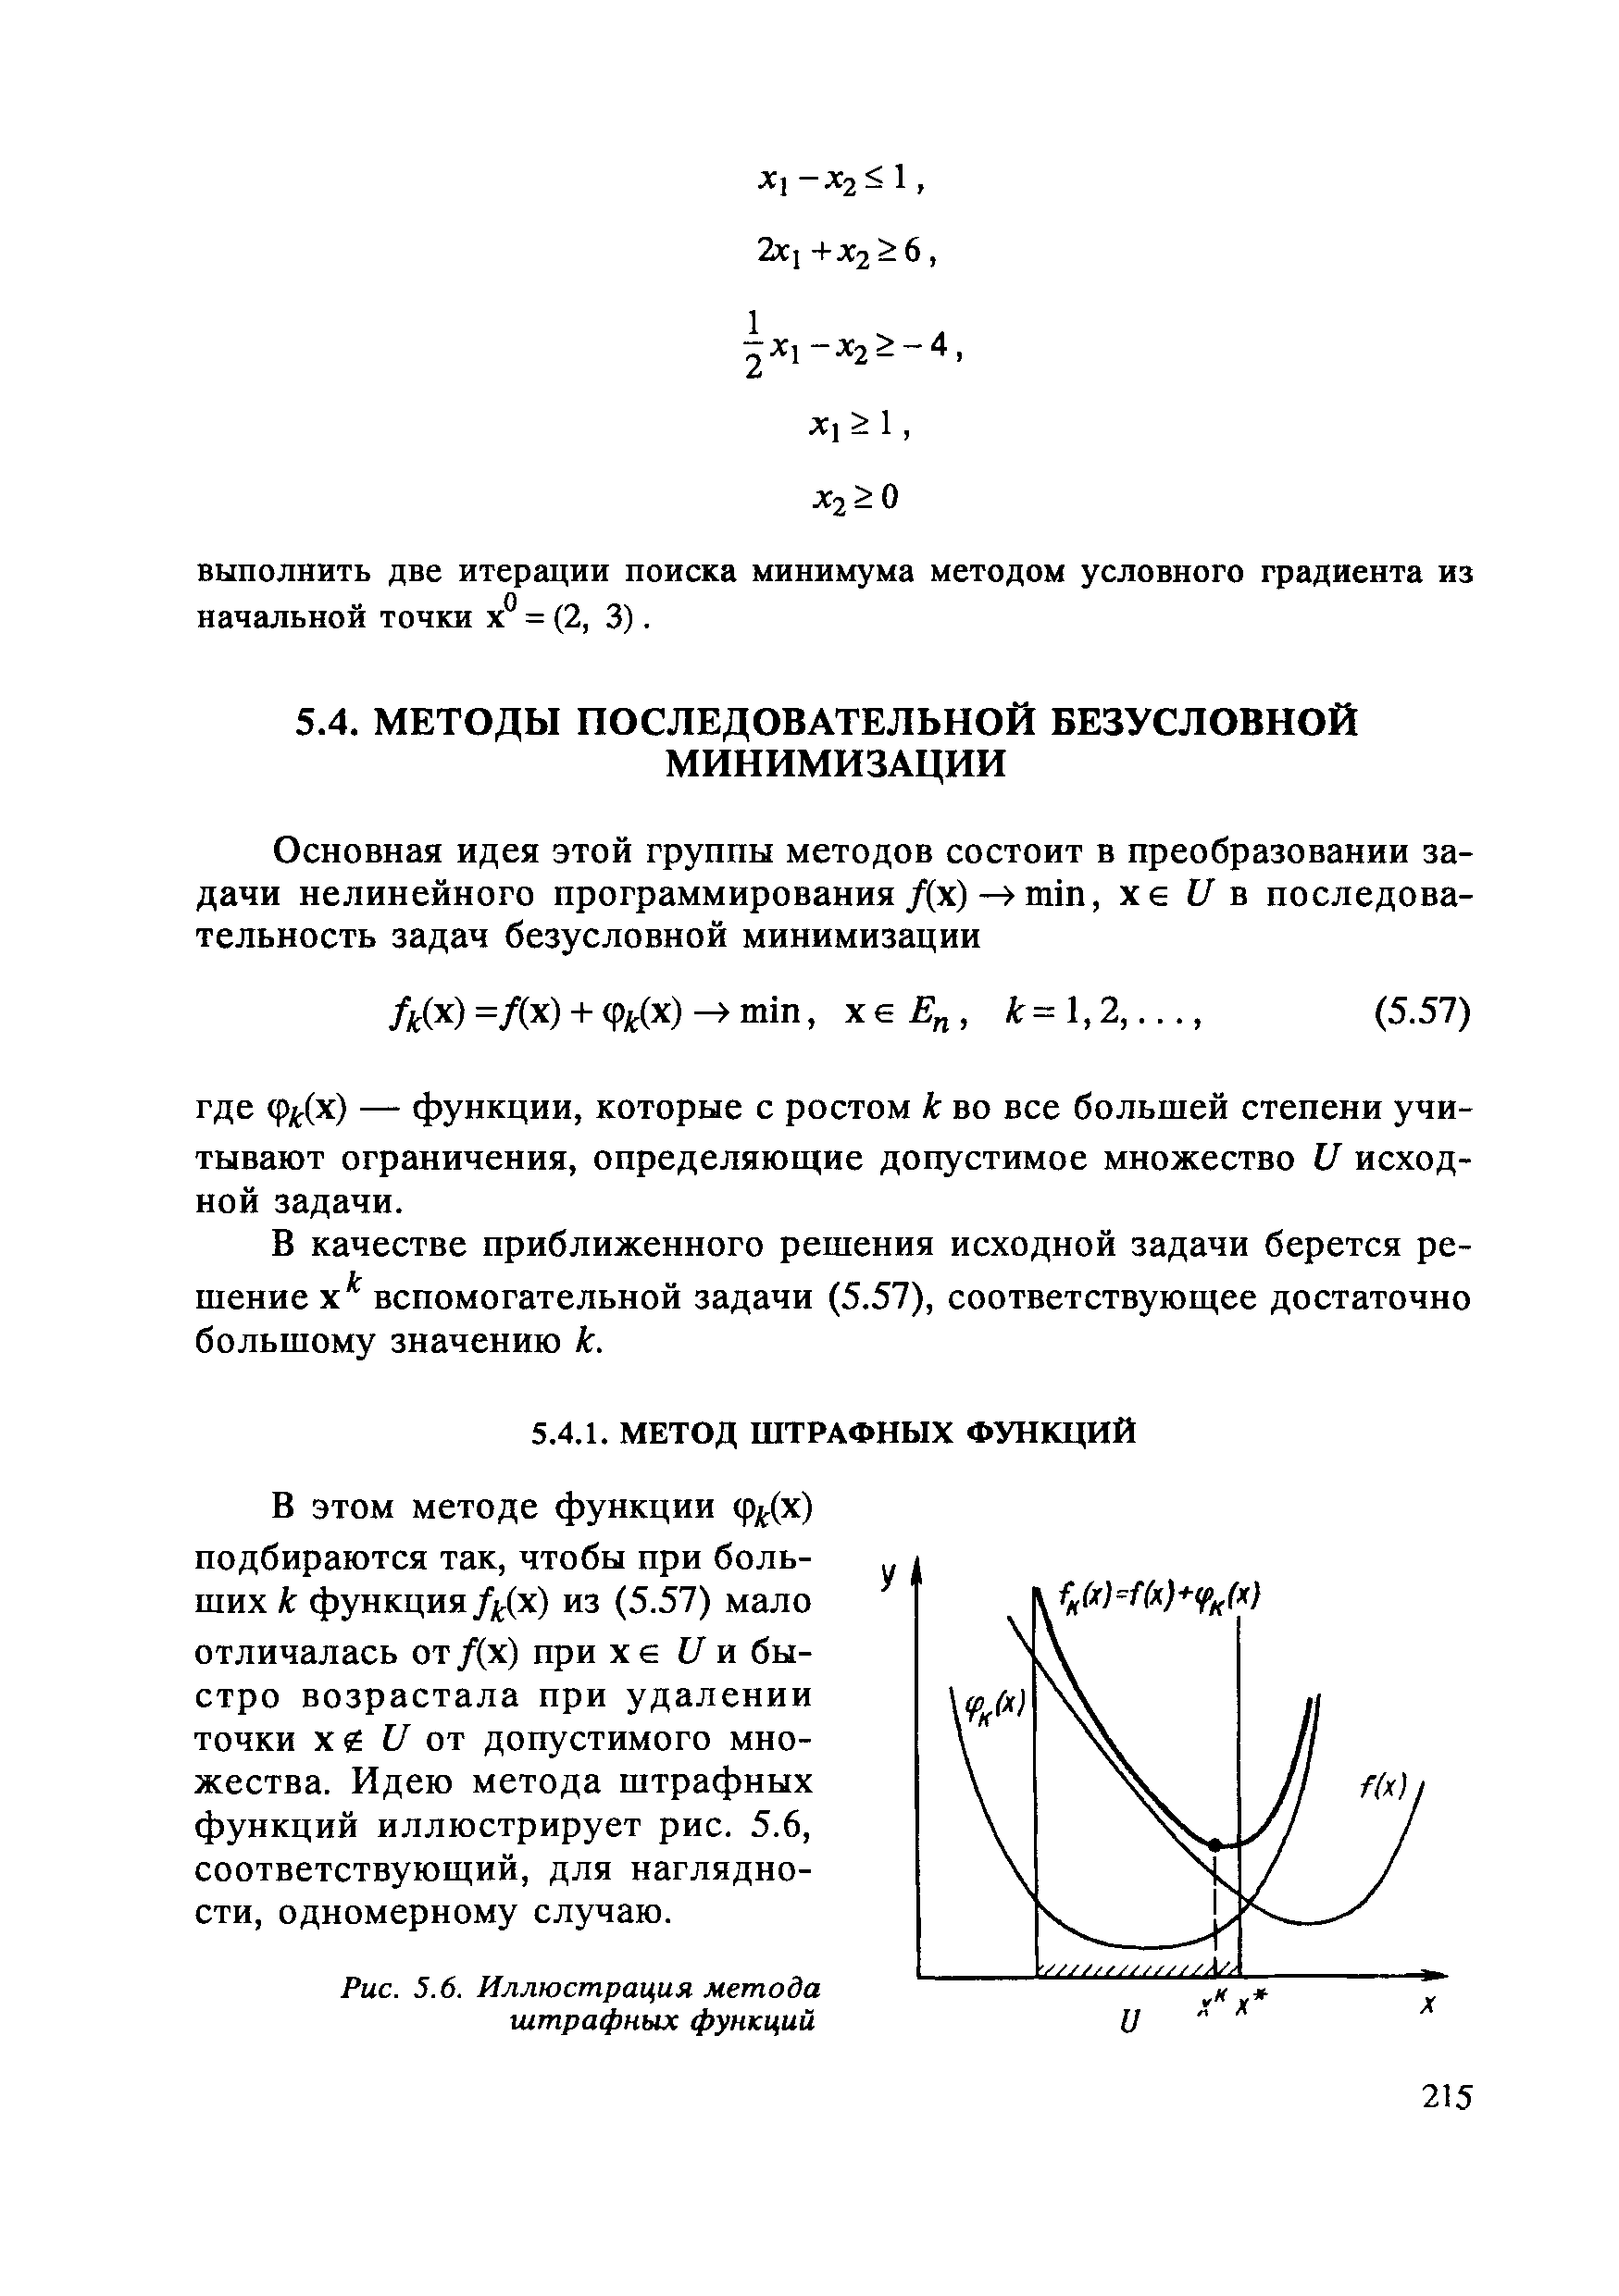 x₁ − x₂ ≤ 1 ,
2x₁ + x₂ ≥ 6 ,
½x₁ − x₂ ≥ − 4 ,
x₁ ≥ 1 ,
x₂ ≥ 0
выполнить две итерации поиска минимума методом условного градиента из
начальной точки x⁰ = (2, 3) .
5.4. МЕТОДЫ ПОСЛЕДОВАТЕЛЬНОЙ БЕЗУСЛОВНОЙ
МИНИМИЗАЦИИ
Основная идея этой группы методов состоит в преобразовании за-
дачи нелинейного программирования f(x) → min, x ∈ U в последова-
тельность задач безусловной минимизации
fₖ(x) = f(x) + φₖ(x) → min, x ∈ Eₙ , k = 1, 2, . . . , (5.57)
где φₖ(x) — функции, которые с ростом k во все большей степени учи-
тывают ограничения, определяющие допустимое множество U исход-
ной задачи.
В качестве приближенного решения исходной задачи берется ре-
шение xᵏ вспомогательной задачи (5.57), соответствующее достаточно
большому значению k.
5.4.1. МЕТОД ШТРАФНЫХ ФУНКЦИЙ
В этом методе функции φₖ(x)
подбираются так, чтобы при боль-
ших k функция fₖ(x) из (5.57) мало
отличалась от f(x) при x ∈ U и бы-
стро возрастала при удалении
точки x ∉ U от допустимого мно-
жества. Идею метода штрафных
функций иллюстрирует рис. 5.6,
соответствующий, для наглядно-
сти, одномерному случаю.
Рис. 5.6. Иллюстрация метода
штрафных функций
y
fₖ(x)=f(x)+φₖ(x)
φₖ(x)
f(x)
U
xᵏ x*
x
215